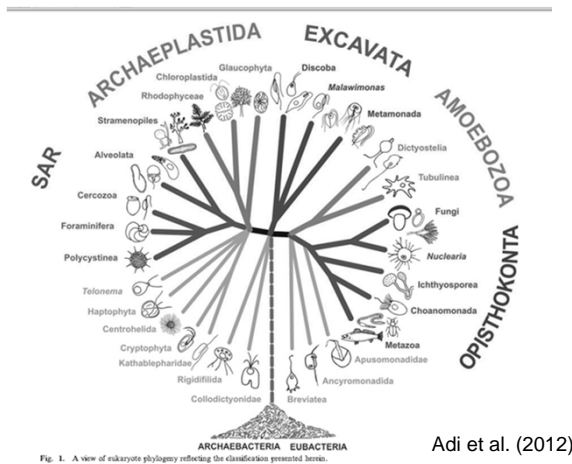 ARCHAEPLASTIDA
EXCAVATA
AMOEBOZOA
OPISTHOKONTA
SAR
Glaucophyta
Chloroplastida
Rhodophyceae
Stramenopiles
Alveolata
Cercozoa
Foraminifera
Polycystinea
Telonema
Haptophyta
Centrohelida
Cryptophyta
Kathablepharidae
Rigidifilida
Collodictyonidae
Discoba
Malawimonas
Metamonada
Dictyostelia
Tubulinea
Fungi
Nuclearia
Ichthyosporea
Choanomonada
Metazoa
Apusomonadidae
Ancyromonadida
Breviatea
ARCHAEBACTERIA EUBACTERIA
Fig. 1. A view of eukaryote phylogeny reflecting the classification presented herein.
Adi et al. (2012)